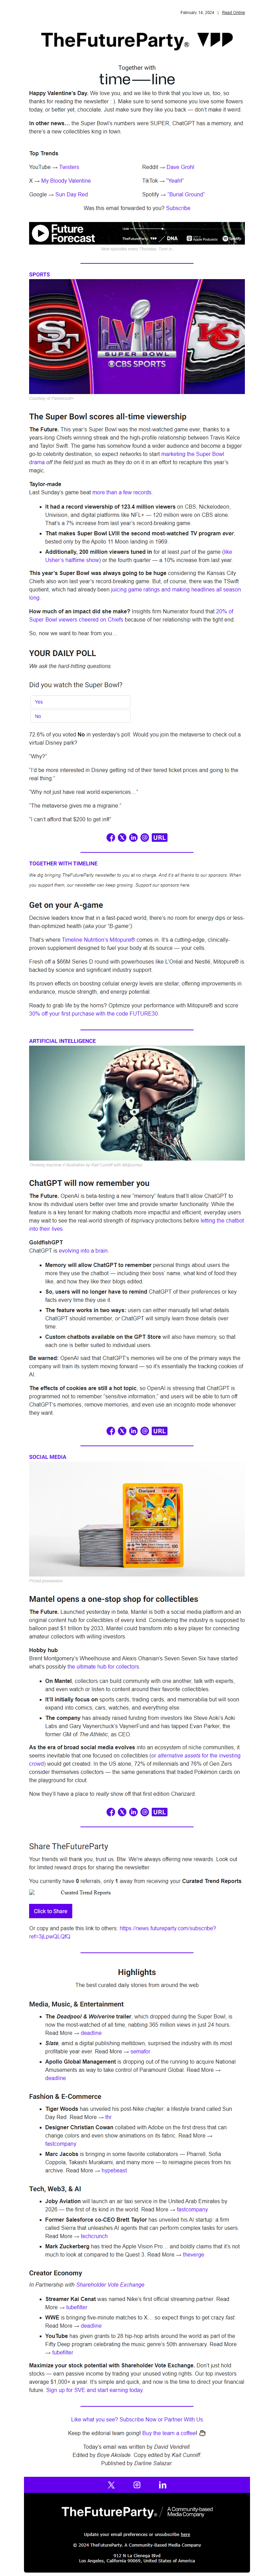 February 14, 2024 | Read Online
TheFutureParty®
Together with
time—line
Happy Valentine's Day. We love you, and we like to think that you love us too, so
thanks for reading the newsletter : ). Make sure to send someone you love some flowers
today, or better yet, chocolate. Just make sure they like you back — don't make it weird.
In other news… the Super Bowl's numbers were SUPER, ChatGPT has a memory, and
there's a new collectibles king in town.
Top Trends
YouTube → Twisters
Reddit → Dave Grohl
X → My Bloody Valentine
TikTok → "Yeah!"
Google → Sun Day Red
Spotify → "Burial Ground"
Was this email forwarded to you? Subscribe.
Future
Forecast
TheFutureParty
DNA
New episodes every Thursday. Tune in.
SPORTS
SUPER BOWL
CBS SPORTS
Courtesy of Paramount+
The Super Bowl scores all-time viewership
The Future. This year's Super Bowl was the most-watched game ever, thanks to a
years-long Chiefs winning streak and the high-profile relationship between Travis Kelce
and Taylor Swift. The game has somehow found a way to become an even bigger
celebrity go-to destination, so expect networks to start marketing the Super Bowl
drama off the field just as much as they do it in an effort to recapture this year's
magic.
Taylor-made
Last Sunday's game beat more than a few records.
It had a record viewership of 123.4 million viewers on CBS, Nickelodeon,
Univision, and digital platforms like NFL+ — 120 million were on CBS alone.
That's a 7% increase from last year's record-being game.
That makes Super Bowl LVIII the second most-watched TV program ever,
bested only by the Apollo 11 Moon landing in 1969.
Additionally, 200 million viewers tuned in for at least part of the game (like
Usher's halftime show) or the fourth quarter — a 10% increase from last year.
This year's Super Bowl was always going to be huge considering the Kansas City
Chiefs also won last year's record-breaking game. But, of course, there was the TSwift
quotient, which had already been juicing game ratings and making headlines all season
long.
How much of an impact did she make? Insights firm Numerator found that 20% of
Super Bowl viewers cheered on Chiefs because of her relationship with the tight end.
So, now we want to hear from you…
YOUR DAILY POLL
We ask the hard-hitting questions.
Did you watch the Super Bowl?
Yes
No
72.6% of you voted No in yesterday's poll: Would you join the metaverse to check out a
virtual Disney park?
"Why?"
"I'd be more interested in Disney getting rid of their tiered ticket prices and going to the
real thing."
"Why not just have real world experiences…"
"The metaverse gives me a migraine."
"I can't afford that $200 to get in!!"
URL
TOGETHER WITH TIMELINE
We dig bringing TheFutureParty newsletter to you all no charge. And it's all thanks to our sponsors. When
you support them, our newsletter can keep growing. Support our sponsors here.
Get on your A-game
Decisive leaders know that in a fast-paced world, there's no room for energy dips or less-
than-optimal health (aka your "B-game").
That's where Timeline Nutrition's Mitopure® comes in. It's a cutting-edge, clinically-
proven supplement designed to fuel your body at its source — your cells.
Fresh off a $66M Series D round with powerhouses like L'Oréal and Nestlé, Mitopure® is
backed by science and significant industry support.
Its proven effects on boosting cellular energy levels are stellar, offering improvements in
endurance, muscle strength, and energy potential.
Ready to grab life by the horns? Optimize your performance with Mitopure® and score
30% off your first purchase with the code FUTURE30.
ARTIFICIAL INTELLIGENCE
Thinking machine // Illustration by Kait Cunniff with Midjourney
ChatGPT will now remember you
The Future. OpenAI is beta-testing a new "memory" feature that'll allow ChatGPT to
know its individual users better over time and provide smarter functionality. While the
feature is a key tenant for making chatbots more impactful and efficient, everyday users
may want to see the real-world strength of its privacy protections before letting the chatbot
into their lives.
GoldfishGPT
ChatGPT is evolving into a brain.
Memory will allow ChatGPT to remember personal things about users the
more they use the chatbot — including their boss' name, what kind of food they
like, and how they like their blogs edited.
So, users will no longer have to remind ChatGPT of their preferences or key
facts every time they use it.
The feature works in two ways: users can either manually tell what details
ChatGPT should remember, or ChatGPT will simply learn those details over
time.
Custom chatbots available on the GPT Store will also have memory, so that
each one is better suited to individual users.
Be warned: OpenAI said that ChatGPT's memories will be one of the primary ways the
company will train its system moving forward — so it's essentially the tracking cookies of
AI.
The effects of cookies are still a hot topic, so OpenAI is stressing that ChatGPT is
programmed not to remember "sensitive information," and users will be able to turn off
ChatGPT's memories, remove memories, and even use an incognito mode whenever
they want.
URL
SOCIAL MEDIA
Charizard
Prized possession
Mantel opens a one-stop shop for collectibles
The Future. Launched yesterday in beta, Mantel is both a social media platform and an
original content hub for collectibles of every kind. Considering the industry is supposed to
balloon past $1 trillion by 2033, Mantel could transform into a key player for connecting
amateur collectors with willing investors.
Hobby hub
Brent Montgomery's Wheelhouse and Alexis Ohanian's Seven Seven Six have started
what's possibly the ultimate hub for collectors.
On Mantel, collectors can build community with one another, talk with experts,
and even watch or listen to content around their favorite collectibles.
It'll initially focus on sports cards, trading cards, and memorabilia but will soon
expand into comics, cars, watches, and everything else.
The company has already raised funding from investors like Steve Aoki's Aoki
Labs and Gary Vaynerchuck's VaynerFund and has tapped Evan Parker, the
former GM of The Athletic, as CEO.
As the era of broad social media evolves into an ecosystem of niche communities, it
seems inevitable that one focused on collectibles (or alternative assets for the investing
crowd) would get created. In the US alone, 72% of millennials and 76% of Gen Zers
consider themselves collectors — the same generations that traded Pokémon cards on
the playground for clout.
Now they'll have a place to really show off that first edition Charizard.
URL
Share TheFutureParty
Your friends will thank you, trust us. Btw. We're always offering new rewards. Look out
for limited reward drops for sharing the newsletter.
You currently have 0 referrals, only 1 away from receiving your Curated Trend Reports.
Curated Trend Reports
Click to Share
Or copy and paste this link to others: https://news.futureparty.com/subscribe?
ref=3jLpwQLQfQ
Highlights
The best curated daily stories from around the web
Media, Music, & Entertainment
The Deadpool & Wolverine trailer, which dropped during the Super Bowl, is
now the most-watched of all time, nabbing 365 million views in just 24 hours.
Read More → deadline
Slate, amid a digital publishing meltdown, surprised the industry with its most
profitable year ever. Read More → semafor
Apollo Global Management is dropping out of the running to acquire National
Amusements as way to take control of Paramount Global. Read More →
deadline
Fashion & E-Commerce
Tiger Woods has unveiled his post-Nike chapter: a lifestyle brand called Sun
Day Red. Read More → thr
Designer Christian Cowan collabed with Adobe on the first dress that can
change colors and even show animations on its fabric. Read More →
fastcompany
Marc Jacobs is bringing in some favorite collaborators — Pharrell, Sofia
Coppola, Takashi Murakami, and many more — to reimagine pieces from his
archive. Read More → hypebeast
Tech, Web3, & AI
Joby Aviation will launch an air taxi service in the United Arab Emirates by
2026 — the first of its kind in the world. Read More → fastcompany
Former Salesforce co-CEO Brett Taylor has unveiled his AI startup: a firm
called Sierra that unleashes AI agents that can perform complex tasks for users.
Read More → techcrunch
Mark Zuckerberg has tried the Apple Vision Pro… and boldly claims that it's not
only is it much more compared to the Quest 3. Read More → theverge
Creator Economy
In Partnership with Shareholder Vote Exchange
Streamer Kai Cenat was named Nike's first official streaming partner. Read
More → tubefilter
WWE is bringing five-minute matches to X… so expect them to get crazy fast.
Read More → deadline
YouTube has given grants to 28 hip-hop artists around the world as part of the
Fifty Deep program celebrating the music genre's 50th anniversary. Read More
→ tubefilter
Maximize your stock potential with Shareholder Vote Exchange. Don't just hold
stocks — earn passive income by trading your unused voting rights. Our top investors
average $1,000+ a year. It's simple and quick, and now, to be part of this untapped
income future. Sign up for SVE and start earning today.
Like what you see? Subscribe Now or Partner With Us.
Keep the editorial team going! Buy the team a coffee!
Today's email was written by David Vendrell.
Edited by Boye Akolade. Copy edited by Kait Cunniff.
Published by Darline Salazar.
TheFutureParty.
A Community-based
Media Company
Update your email preferences or unsubscribe here
© 2024 TheFutureParty. A Community-Based Media Company
912 N La Cienega Blvd
Los Angeles, California 90069, United States of America